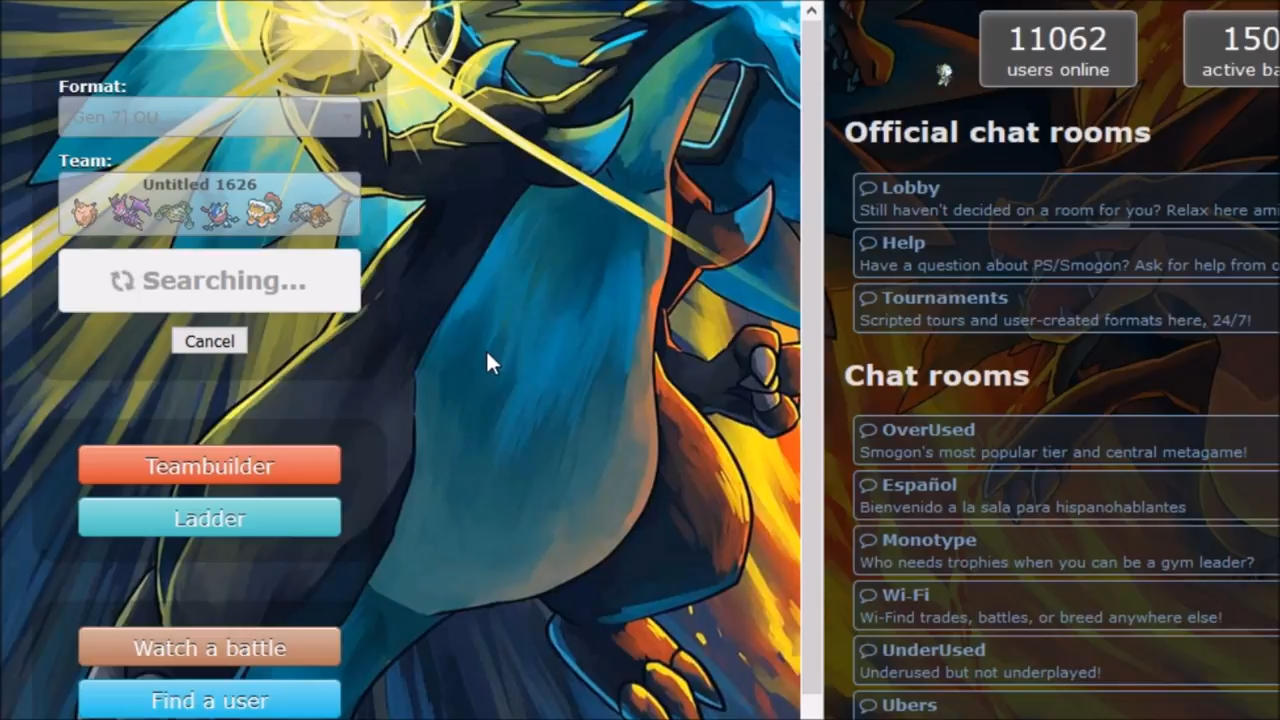 Format:
[Gen 7] OU
Team:
Untitled 1626
Searching...
Cancel
Teambuilder
Ladder
Watch a battle
Find a user
11062
users online
150
active ba
Official chat rooms
Lobby
Still haven't decided on a room for you? Relax here am
Help
Have a question about PS/Smogon? Ask for help from c
Tournaments
Scripted tours and user-created formats here, 24/7!
Chat rooms
OverUsed
Smogon's most popular tier and central metagame!
Español
Bienvenido a la sala para hispanohablantes
Monotype
Who needs trophies when you can be a gym leader?
Wi-Fi
Wi-Find trades, battles, or breed anywhere else!
UnderUsed
Underused but not underplayed!
Ubers